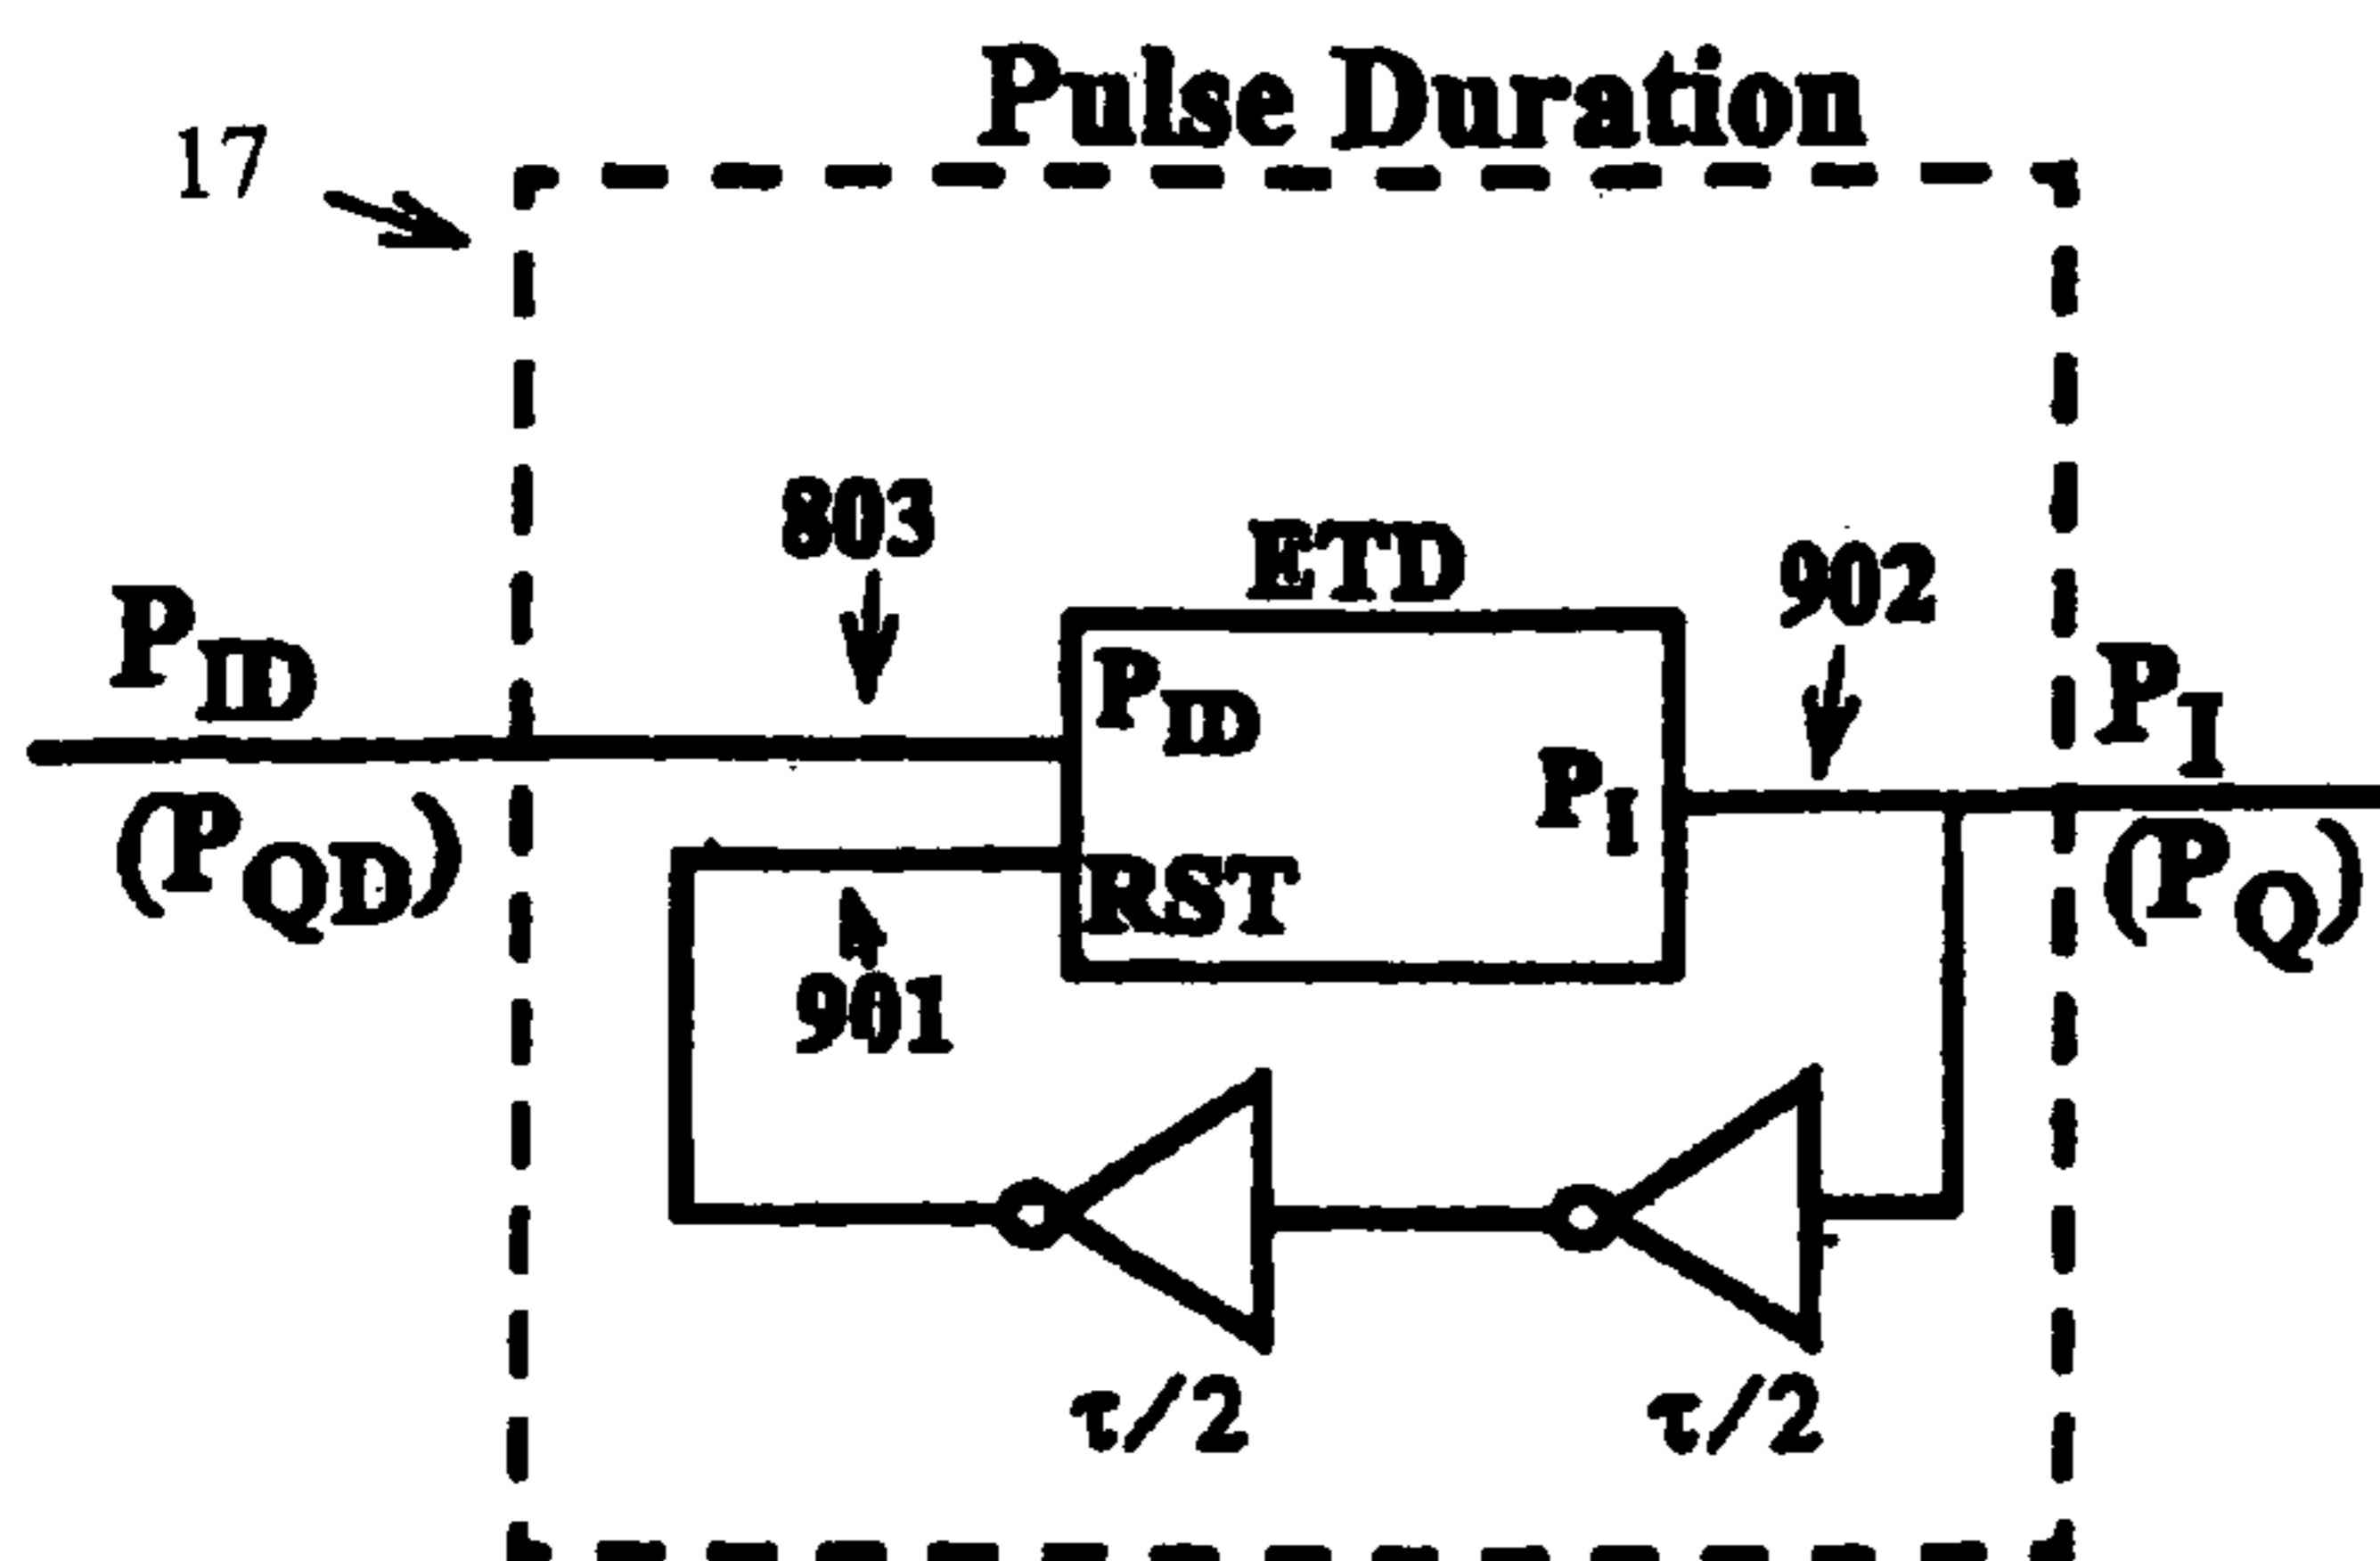 Pulse Duration
17
803
ETD
902
P_ID
P_ID
P_I
P_I
(P_QD)
RST
(P_Q)
901
τ/2
τ/2